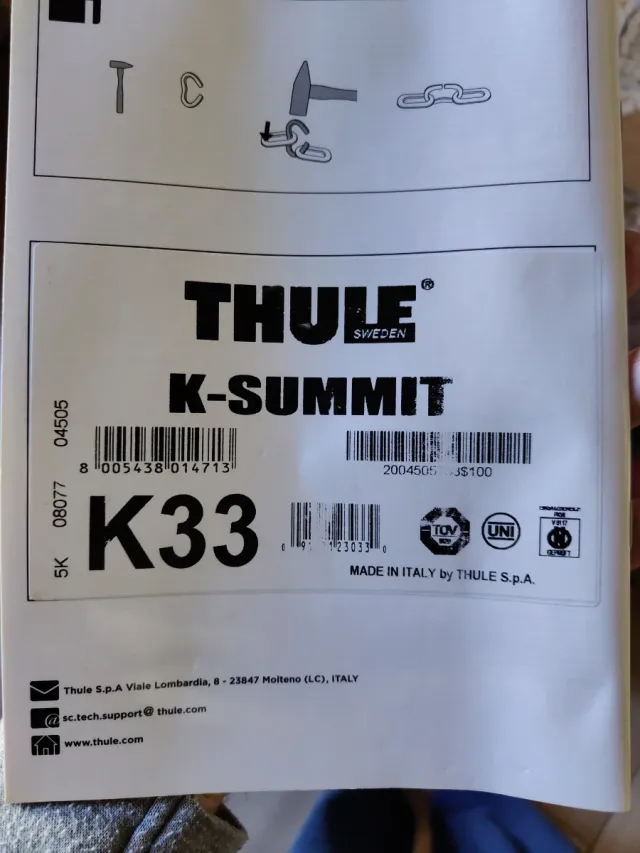 THULE®
SWEDEN
K-SUMMIT
5K 08077 04505
8 005438 014713
K33
TÜV
UNI
MADE IN ITALY by THULE S.p.A.
Thule S.p.A Viale Lombardia, 8 - 23847 Molteno (LC), ITALY
@ sc.tech.support@thule.com
www.thule.com